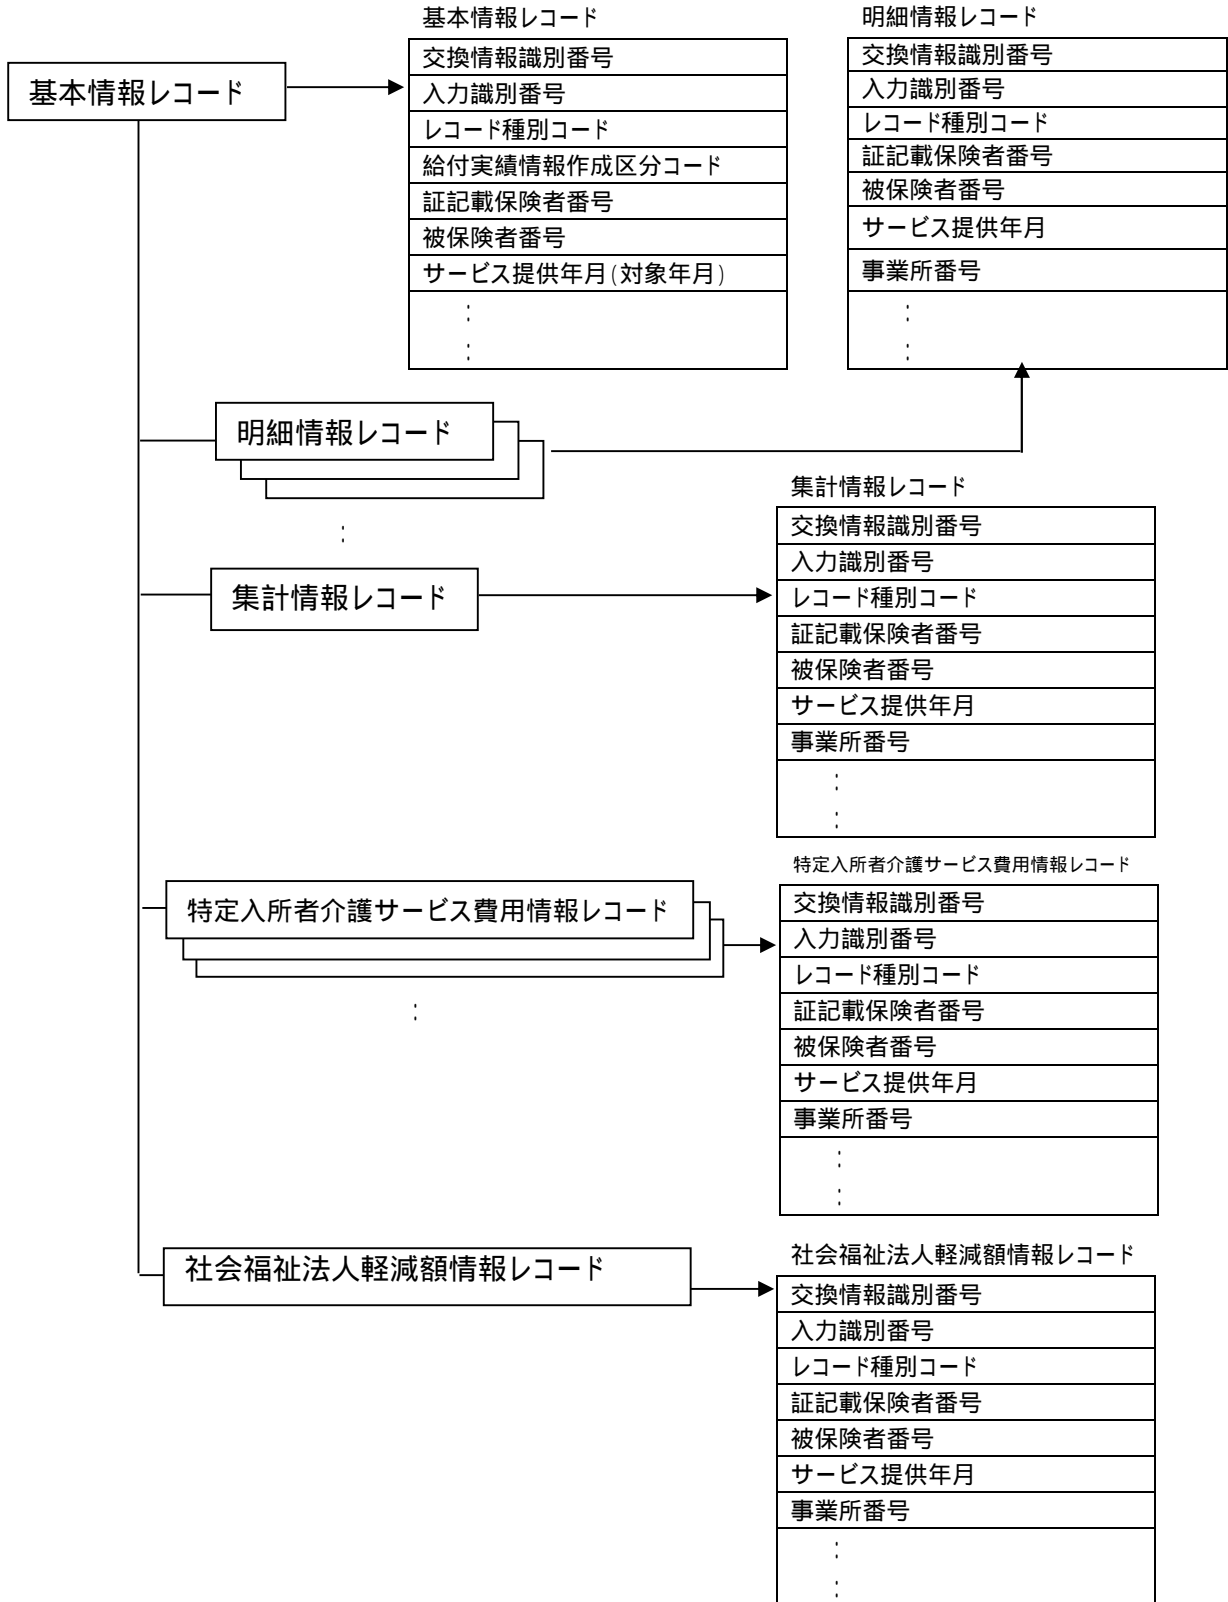 基本情報レコード
基本情報レコード
交換情報識別番号
入力識別番号
レコード種別コード
給付実績情報作成区分コード
証記載保険者番号
被保険者番号
サービス提供年月(対象年月)
:
:
明細情報レコード
交換情報識別番号
入力識別番号
レコード種別コード
証記載保険者番号
被保険者番号
サービス提供年月
事業所番号
:
:
明細情報レコード
:
集計情報レコード
集計情報レコード
交換情報識別番号
入力識別番号
レコード種別コード
証記載保険者番号
被保険者番号
サービス提供年月
事業所番号
:
:
特定入所者介護サービス費用情報レコード
:
特定入所者介護サービス費用情報レコード
交換情報識別番号
入力識別番号
レコード種別コード
証記載保険者番号
被保険者番号
サービス提供年月
事業所番号
:
:
社会福祉法人軽減額情報レコード
社会福祉法人軽減額情報レコード
交換情報識別番号
入力識別番号
レコード種別コード
証記載保険者番号
被保険者番号
サービス提供年月
事業所番号
:
: